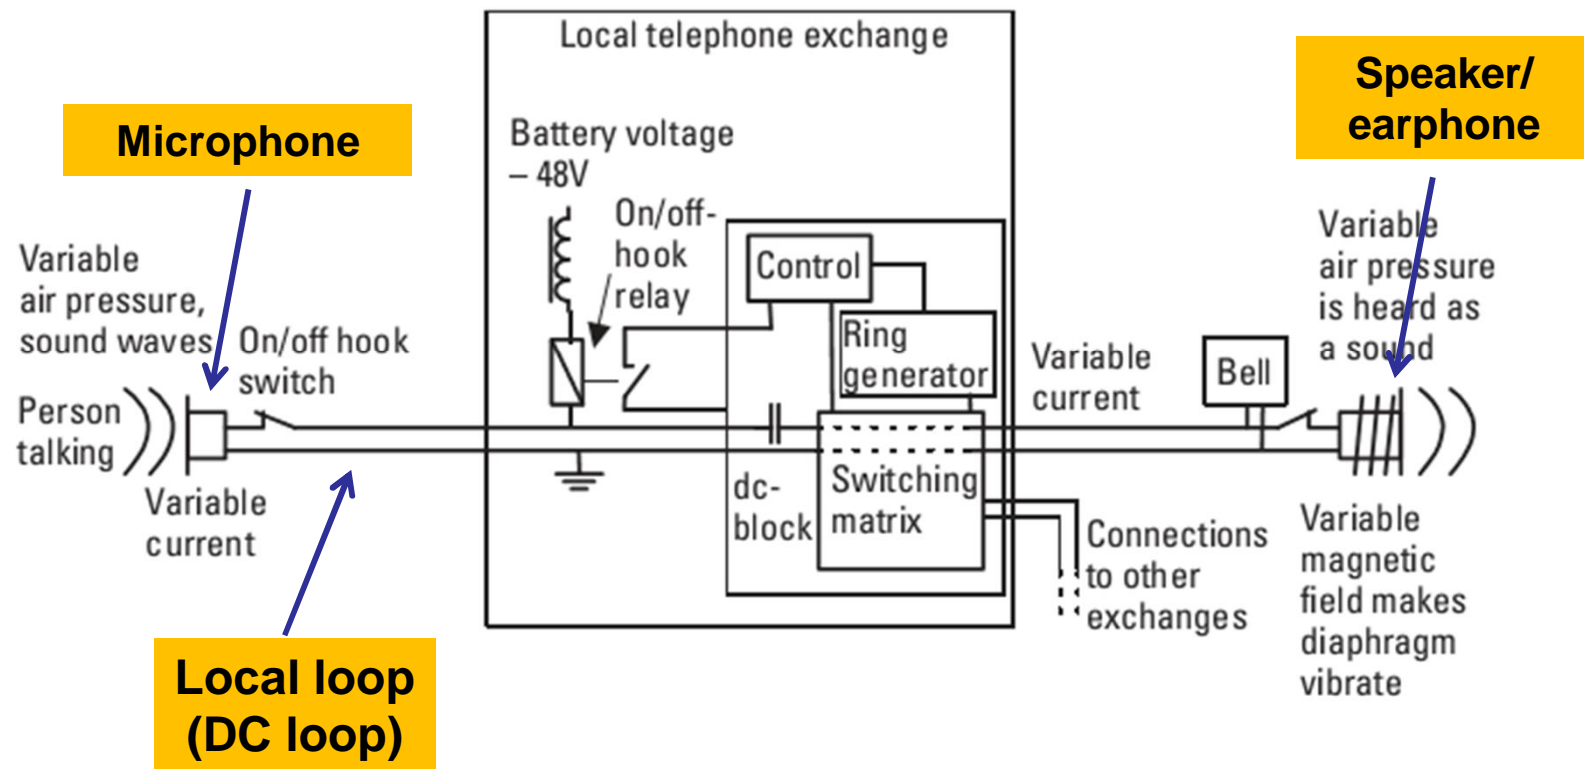 Local telephone exchange
Microphone
Speaker/
earphone
Battery voltage
– 48V
On/off-
hook
relay
Control
Ring
generator
Variable
air pressure,
sound waves
On/off hook
switch
Person
talking
Variable
current
Local loop
(DC loop)
dc-
block
Switching
matrix
Variable
current
Bell
Variable
air pressure
is heard as
a sound
Connections
to other
exchanges
Variable
magnetic
field makes
diaphragm
vibrate